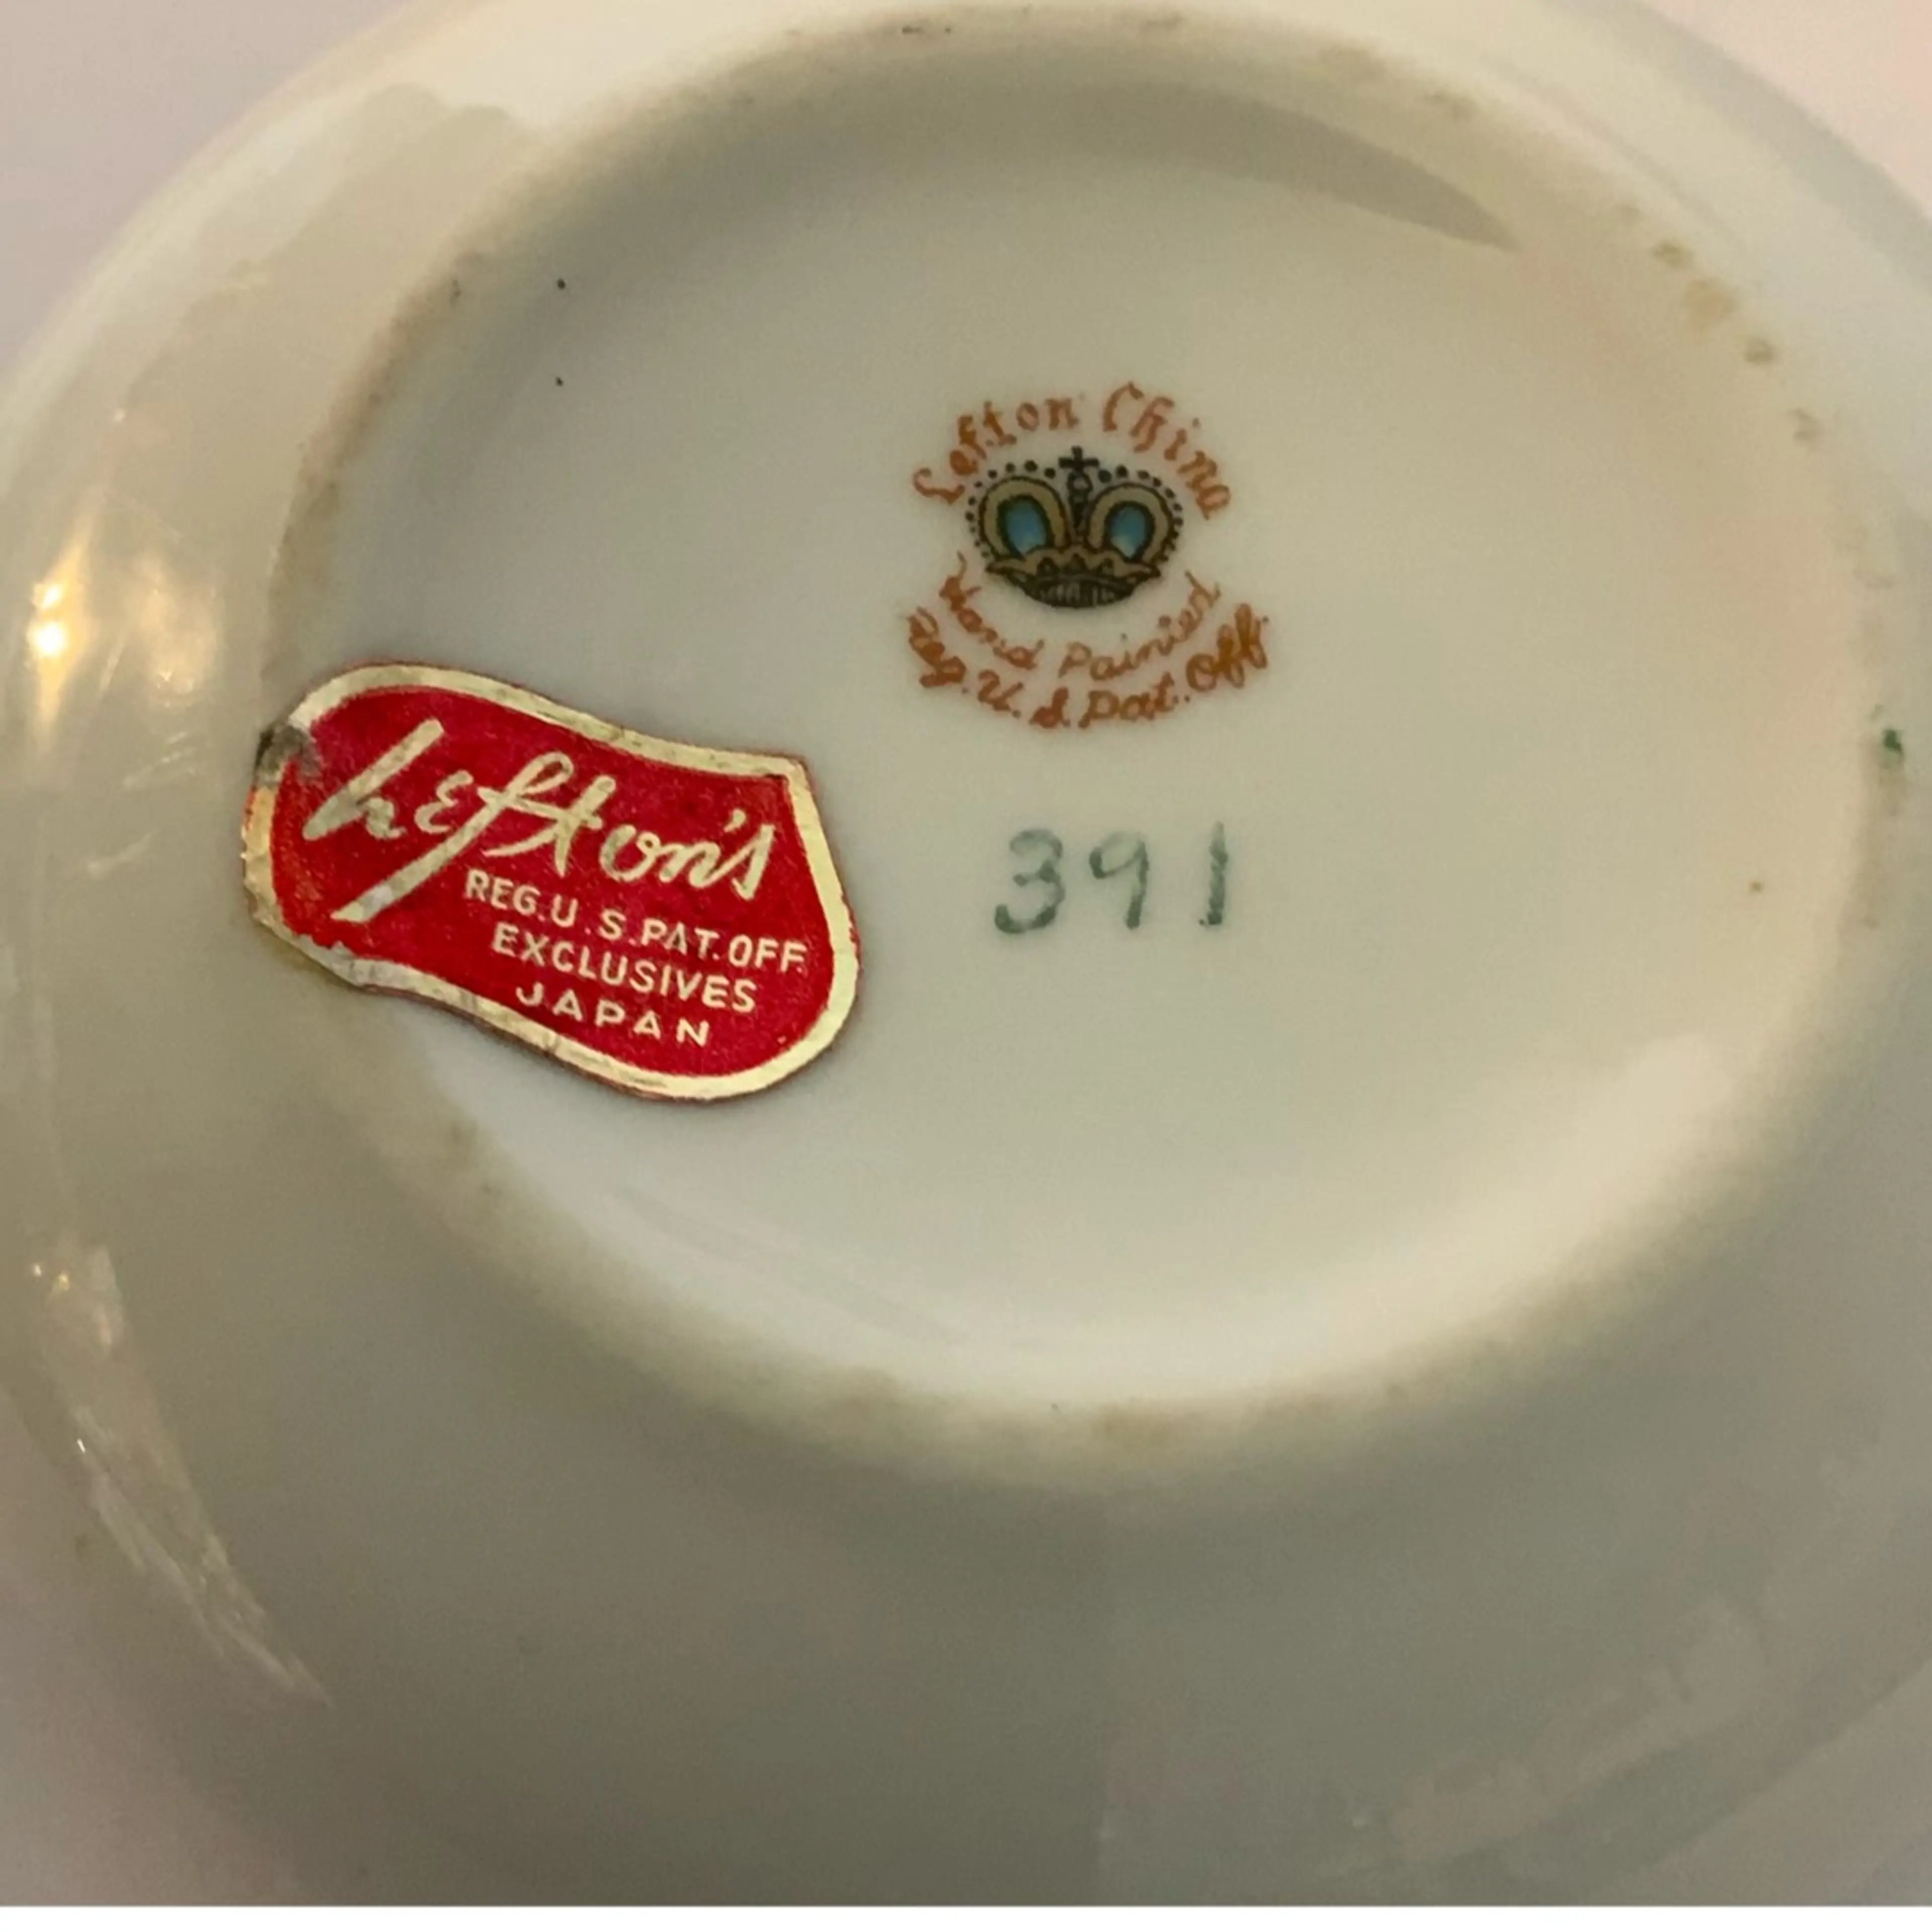 Lefton China
Hand Painted
Reg. U. S. Pat. Off.
391
Lefton's
REG. U. S. PAT. OFF.
EXCLUSIVES
JAPAN